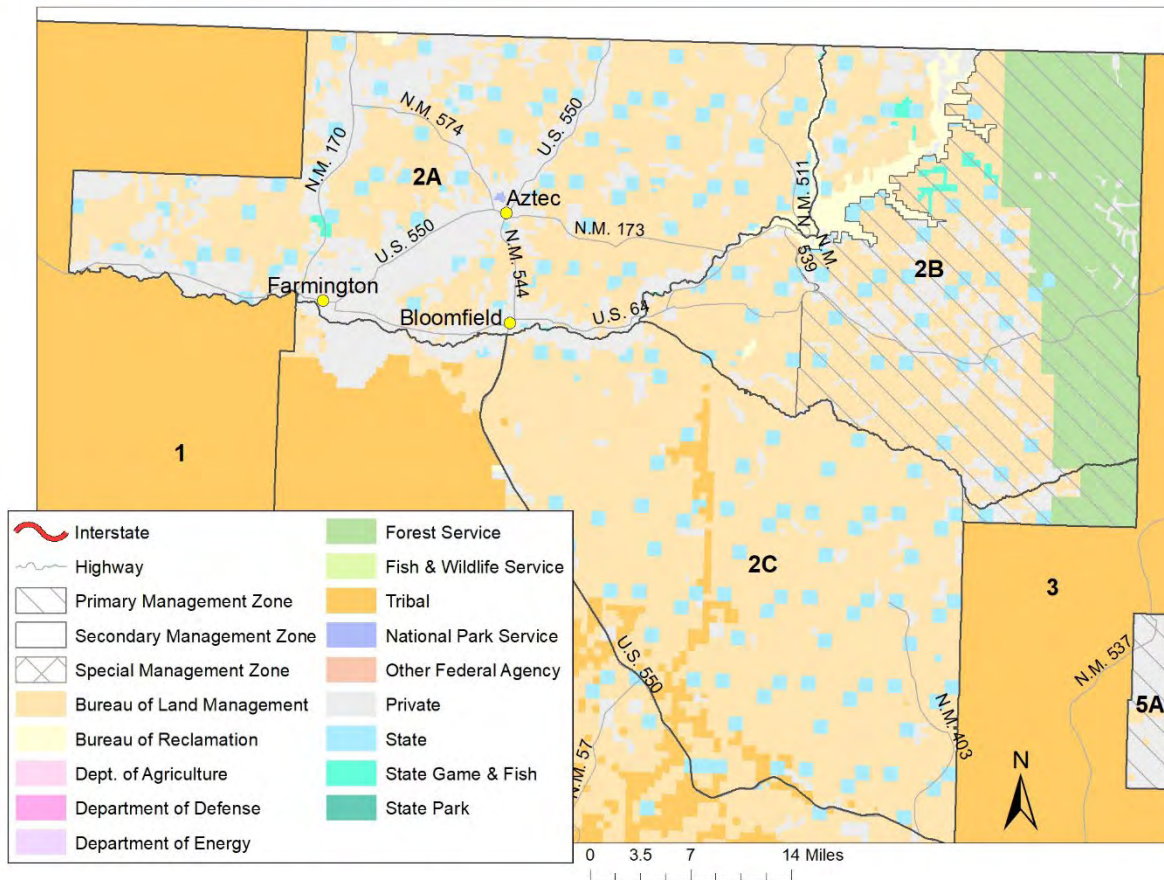 N.M. 170
N.M. 574
U.S. 550
2A
Aztec
U.S. 550
N.M. 544
N.M. 173
N.M. 511
N.M.
539
2B
Farmington
Bloomfield
U.S. 64
1
2C
3
U.S. 550
N.M. 57
N.M. 403
N.M. 537
5A
N
Interstate
Highway
Primary Management Zone
Secondary Management Zone
Special Management Zone
Bureau of Land Management
Bureau of Reclamation
Dept. of Agriculture
Department of Defense
Department of Energy
Forest Service
Fish & Wildlife Service
Tribal
National Park Service
Other Federal Agency
Private
State
State Game & Fish
State Park
0 3.5 7 14 Miles